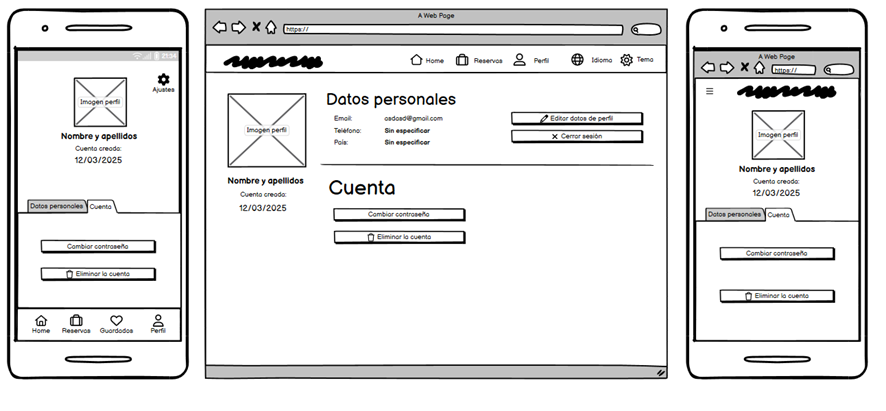 21:34
Ajustes
Imagen perfil
Nombre y apellidos
Cuenta creada:
12/03/2025
Datos personales
Cuenta
Cambiar contraseña
Eliminar la cuenta
Home
Reservas
Guardados
Perfil
A Web Page
https://
Home
Reservas
Perfil
Idioma
Tema
Imagen perfil
Nombre y apellidos
Cuenta creada:
12/03/2025
Datos personales
Email: asdasd@gmail.com
Teléfono: Sin especificar
País: Sin especificar
Editar datos de perfil
Cerrar sesión
Cuenta
Cambiar contraseña
Eliminar la cuenta
A Web Page
https://
Imagen perfil
Nombre y apellidos
Cuenta creada:
12/03/2025
Datos personales
Cuenta
Cambiar contraseña
Eliminar la cuenta